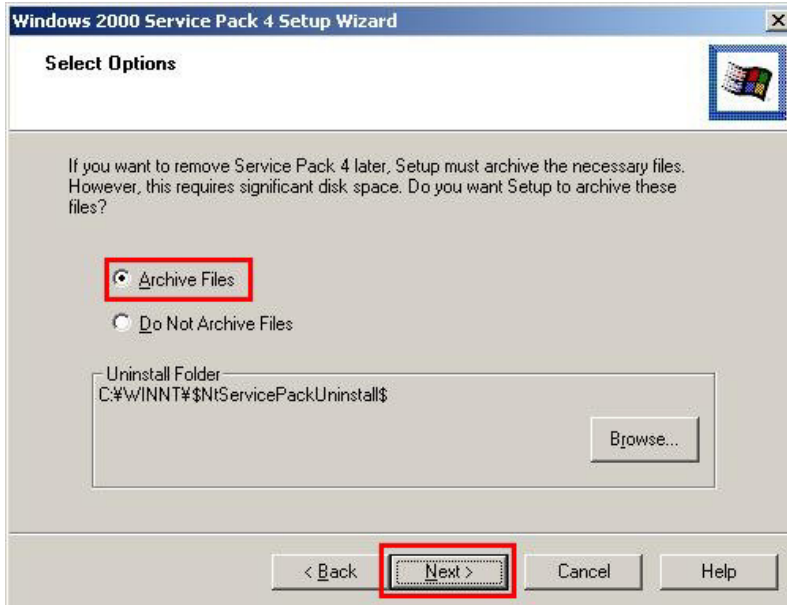 Windows 2000 Service Pack 4 Setup Wizard
Select Options
If you want to remove Service Pack 4 later, Setup must archive the necessary files.
However, this requires significant disk space. Do you want Setup to archive these
files?
Archive Files
Do Not Archive Files
Uninstall Folder
C:¥WINNT¥$NtServicePackUninstall$
Browse...
< Back
Next >
Cancel
Help